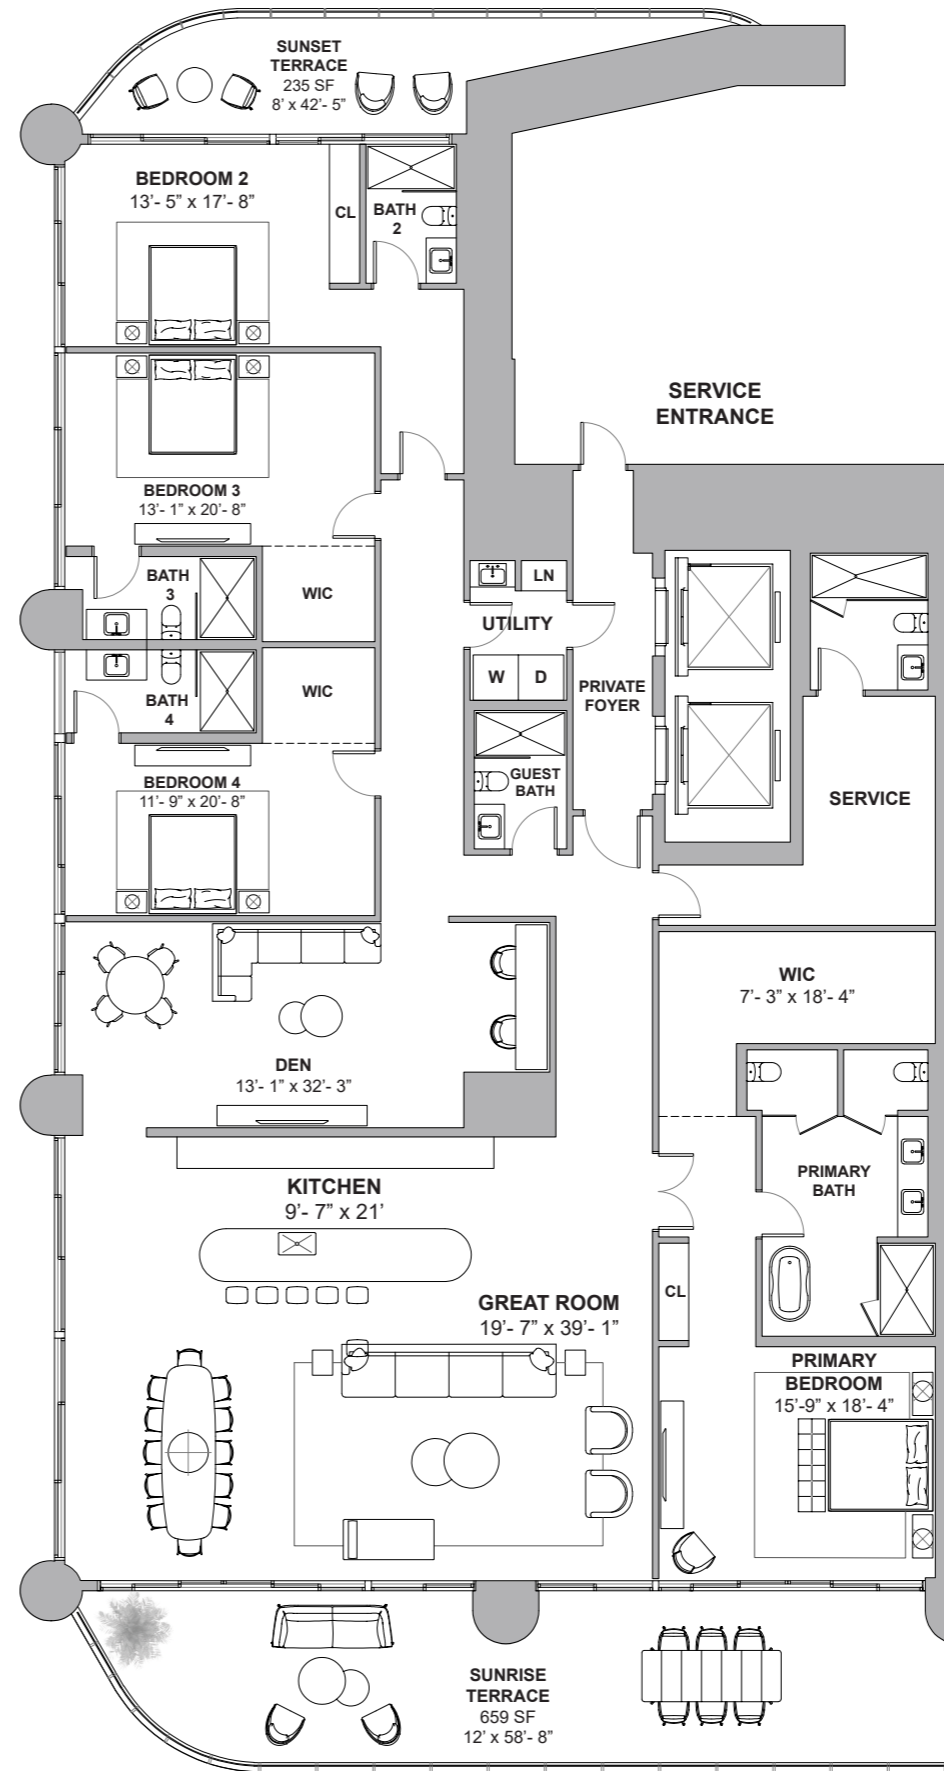 SUNSET
TERRACE
235 SF
8' x 42'- 5”
BEDROOM 2
13'- 5” x 17'- 8”
CL
BATH
2
SERVICE
ENTRANCE
BEDROOM 3
13'- 1” x 20'- 8”
BATH
3
WIC
LN
UTILITY
W
D
PRIVATE
FOYER
WIC
BATH
4
GUEST
BATH
BEDROOM 4
11'- 9” x 20'- 8”
SERVICE
WIC
7'- 3” x 18'- 4”
DEN
13'- 1” x 32'- 3”
PRIMARY
BATH
KITCHEN
9'- 7” x 21'
CL
GREAT ROOM
19'- 7” x 39'- 1”
PRIMARY
BEDROOM
15'-9” x 18'- 4”
SUNRISE
TERRACE
659 SF
12' x 58'- 8”